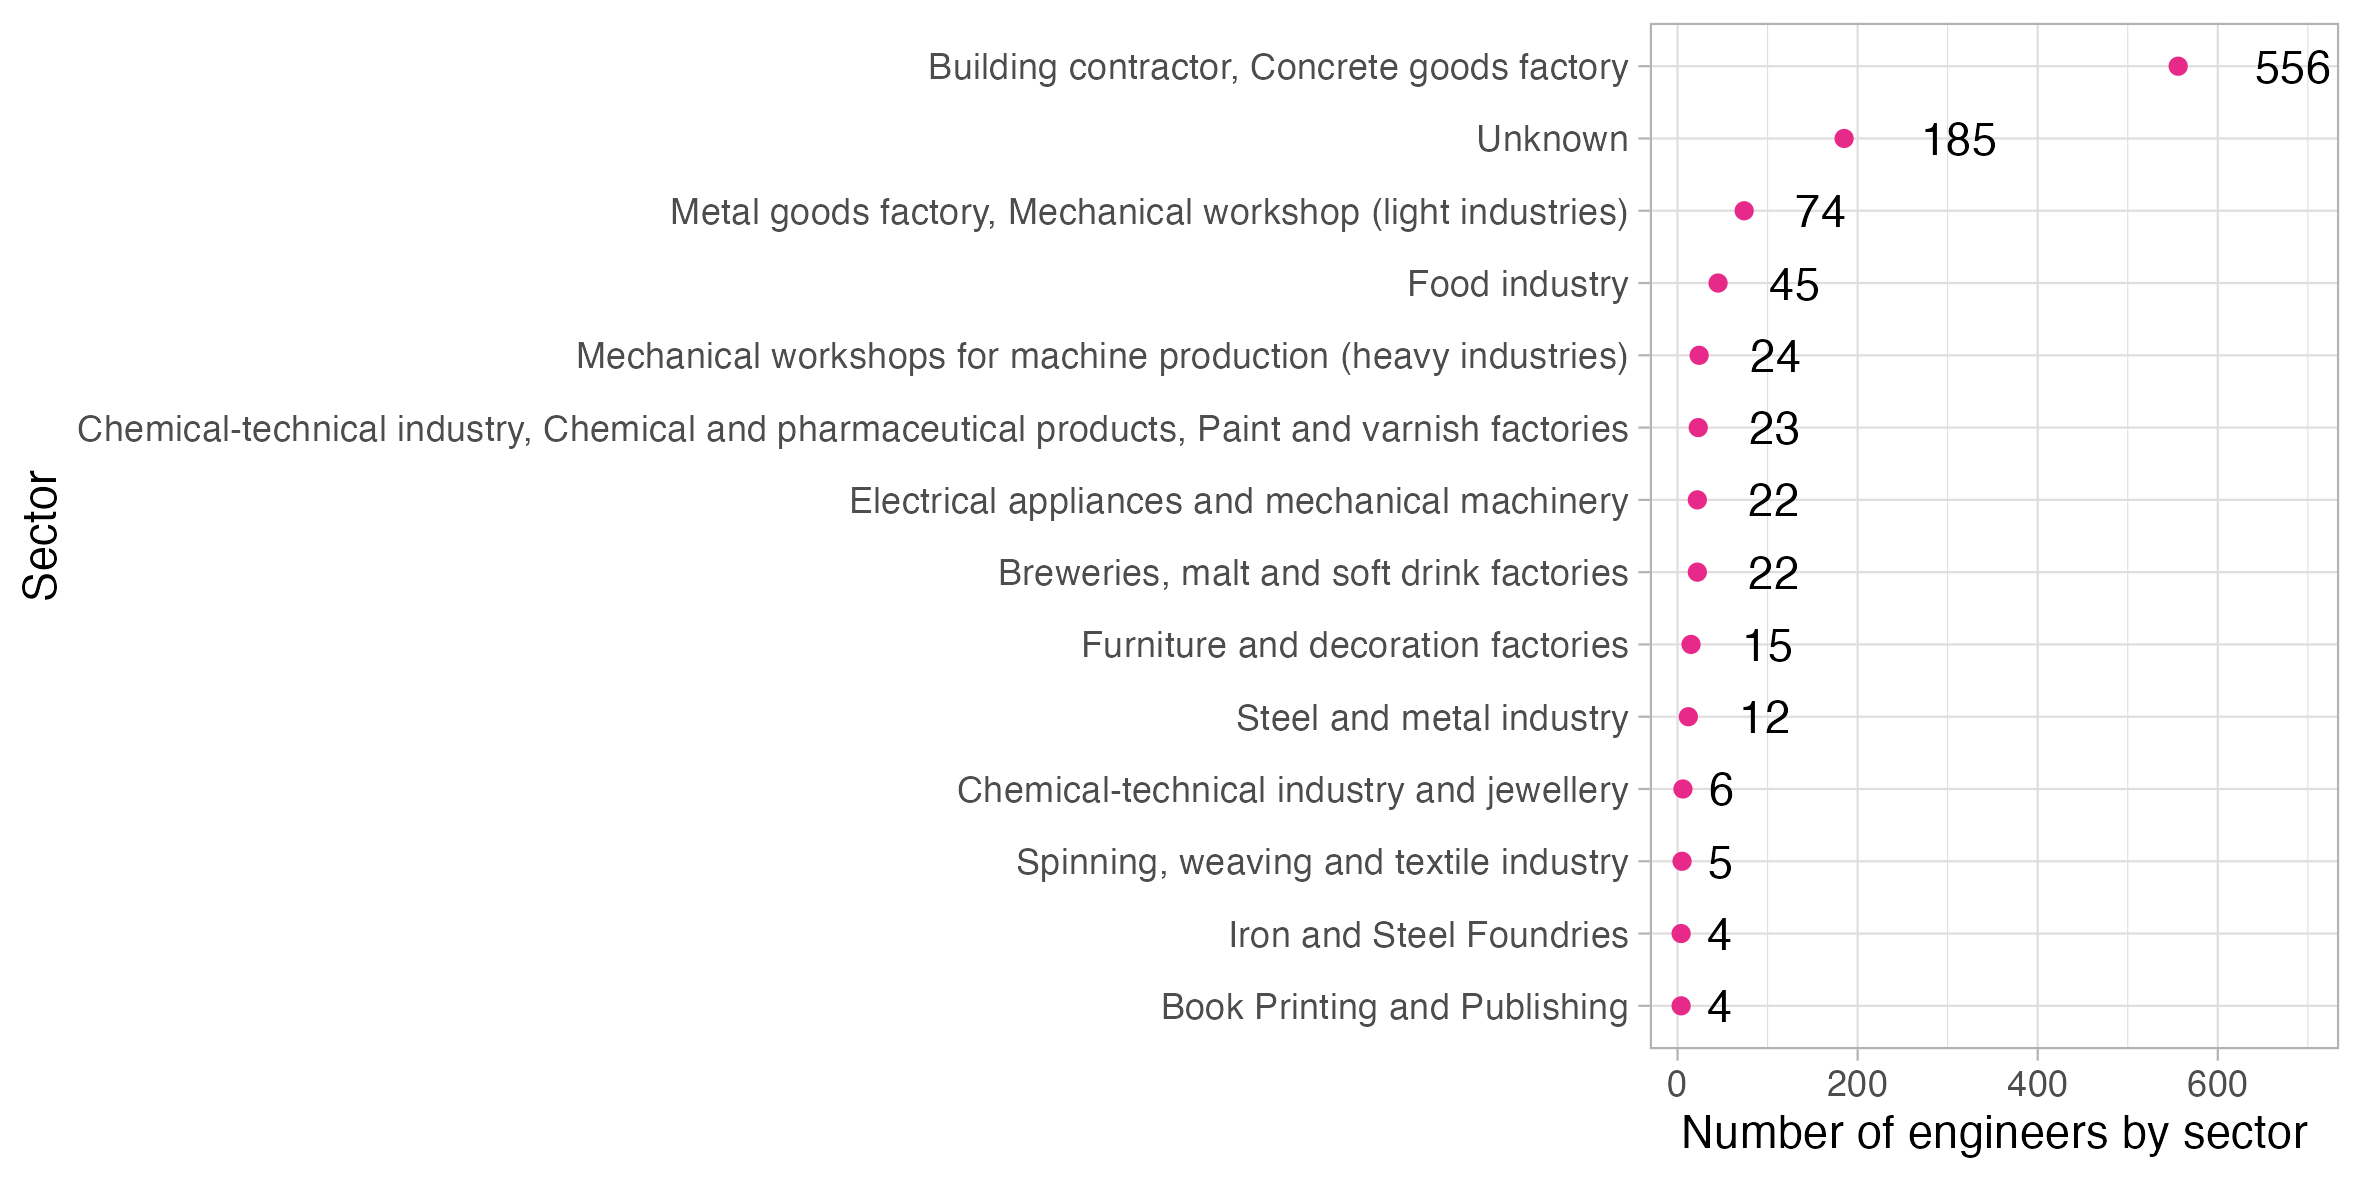 Building contractor, Concrete goods factory 556
Unknown 185
Metal goods factory, Mechanical workshop (light industries) 74
Food industry 45
Mechanical workshops for machine production (heavy industries) 24
Chemical-technical industry, Chemical and pharmaceutical products, Paint and varnish factories 23
Electrical appliances and mechanical machinery 22
Breweries, malt and soft drink factories 22
Furniture and decoration factories 15
Steel and metal industry 12
Chemical-technical industry and jewellery 6
Spinning, weaving and textile industry 5
Iron and Steel Foundries 4
Book Printing and Publishing 4
Sector
0 200 400 600
Number of engineers by sector